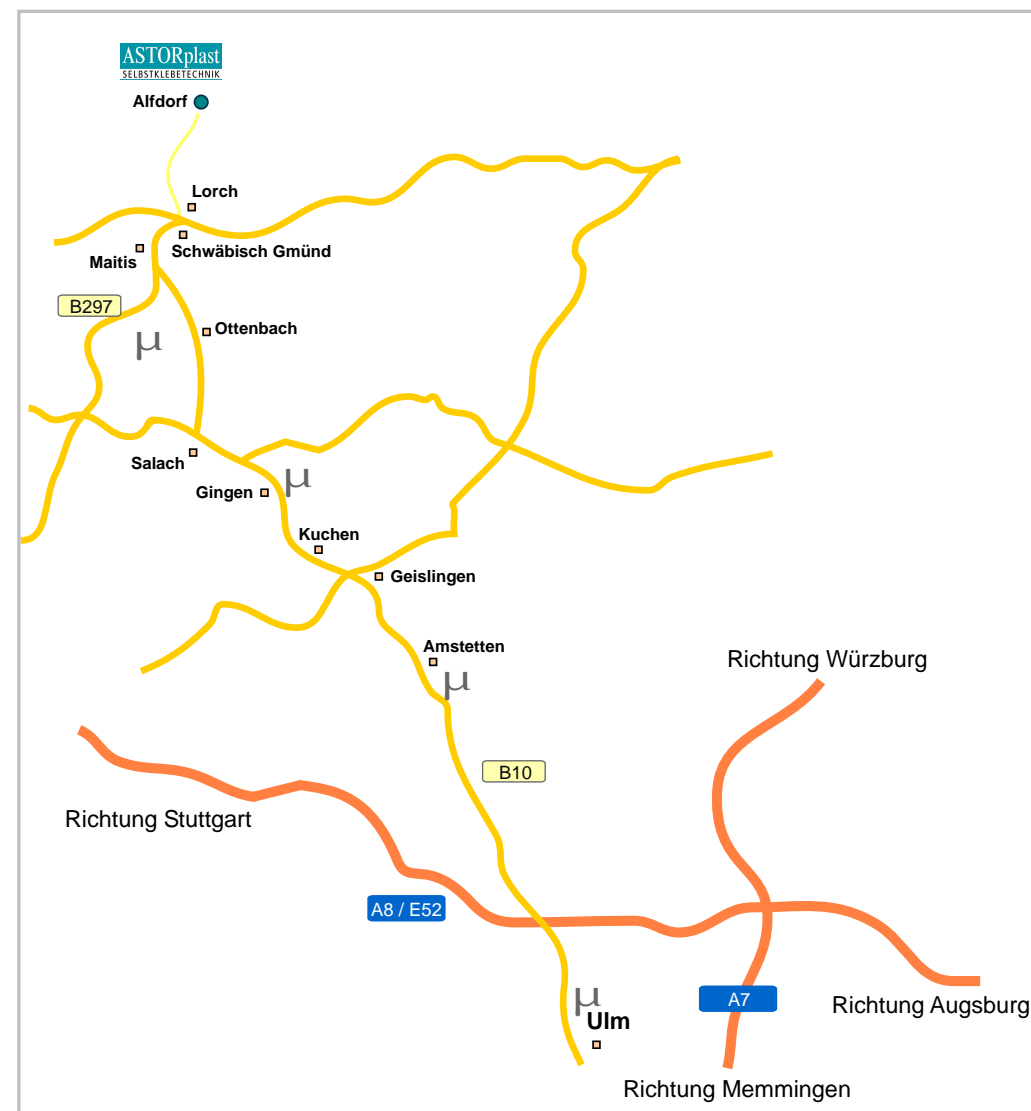 ASTORplast
SELBSTKLEBETECHNIK
Alfdorf
Lorch
Schwäbisch Gmünd
Maitis
B297
Ottenbach
µ
Salach
Gingen
µ
Kuchen
Geislingen
Amstetten
µ
Richtung Würzburg
B10
Richtung Stuttgart
A8 / E52
µ
A7
Richtung Augsburg
Ulm
Richtung Memmingen